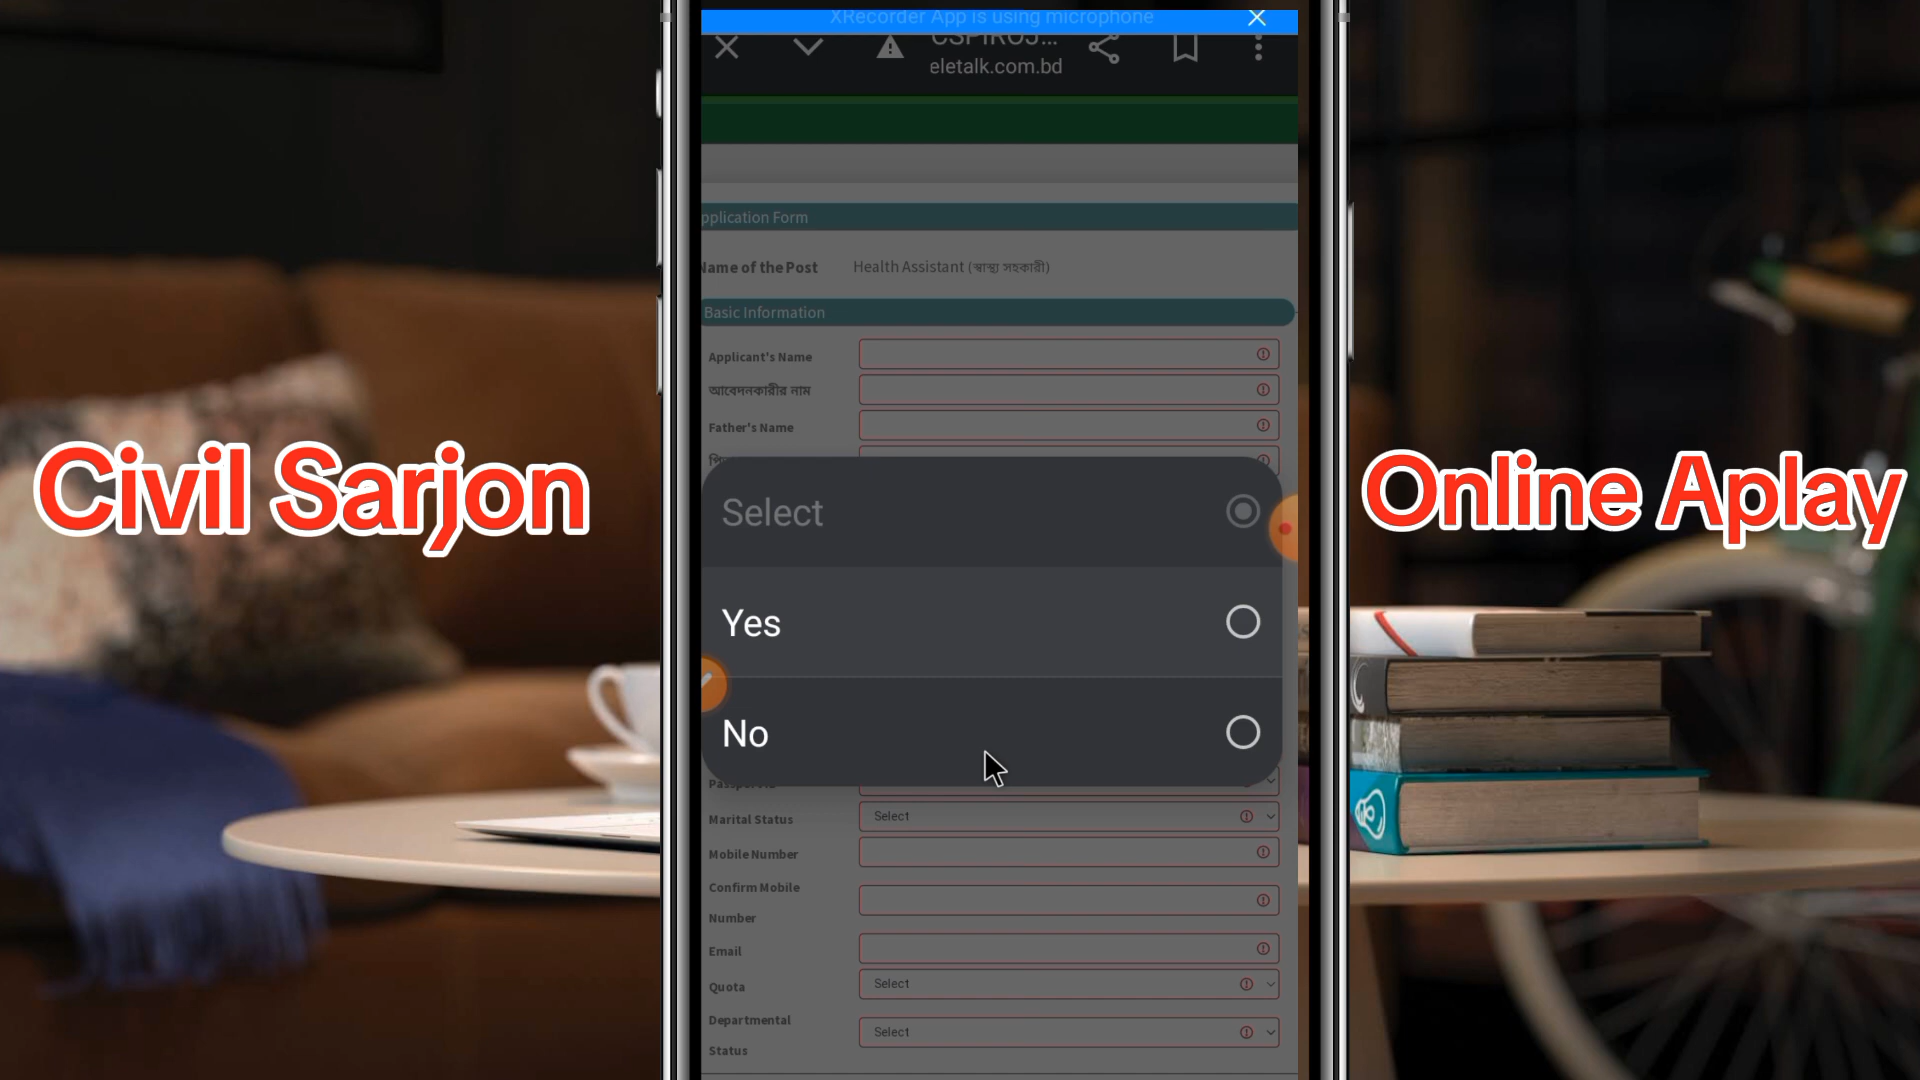 XRecorder App is using microphone
CSPIROJ...
eletalk.com.bd
pplication Form
Name of the Post
Health Assistant (স্বাস্থ্য সহকারী)
Basic Information
Applicant's Name
আবেদনকারীর নাম
Father's Name
Select
Yes
No
Marital Status
Select
Mobile Number
Confirm Mobile
Number
Email
Quota
Select
Departmental
Status
Select
Civil Sarjon
Online Aplay